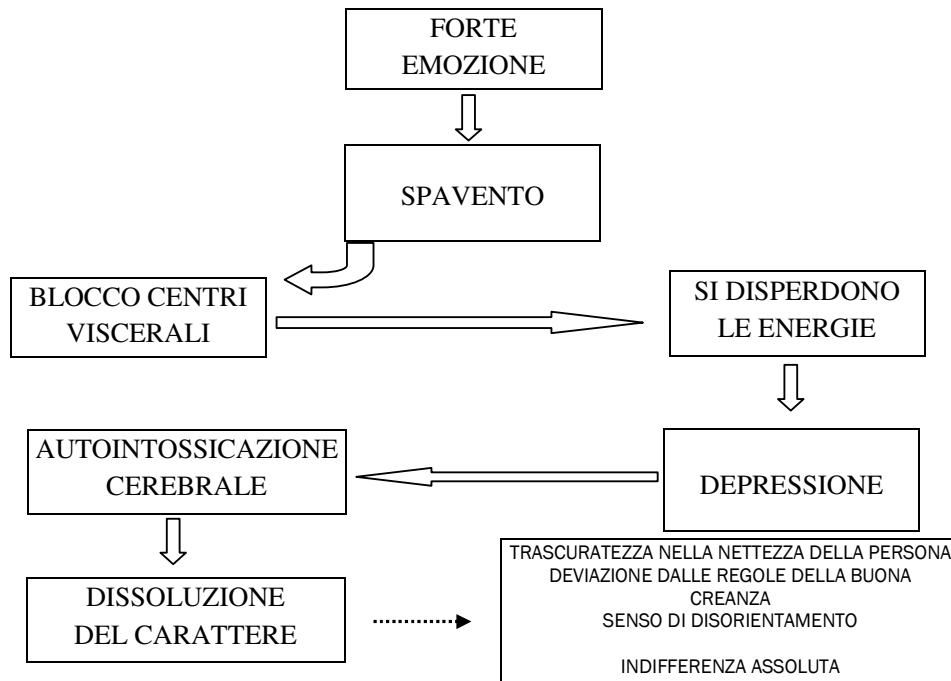 FORTE
EMOZIONE
SPAVENTO
BLOCCO CENTRI
VISCERALI
SI DISPERDONO
LE ENERGIE
DEPRESSIONE
AUTOINTOSSICAZIONE
CEREBRALE
DISSOLUZIONE
DEL CARATTERE
TRASCURATEZZA NELLA NETTEZZA DELLA PERSONA
DEVIAZIONE DALLE REGOLE DELLA BUONA
CREANZA
SENSO DI DISORIENTAMENTO
INDIFFERENZA ASSOLUTA